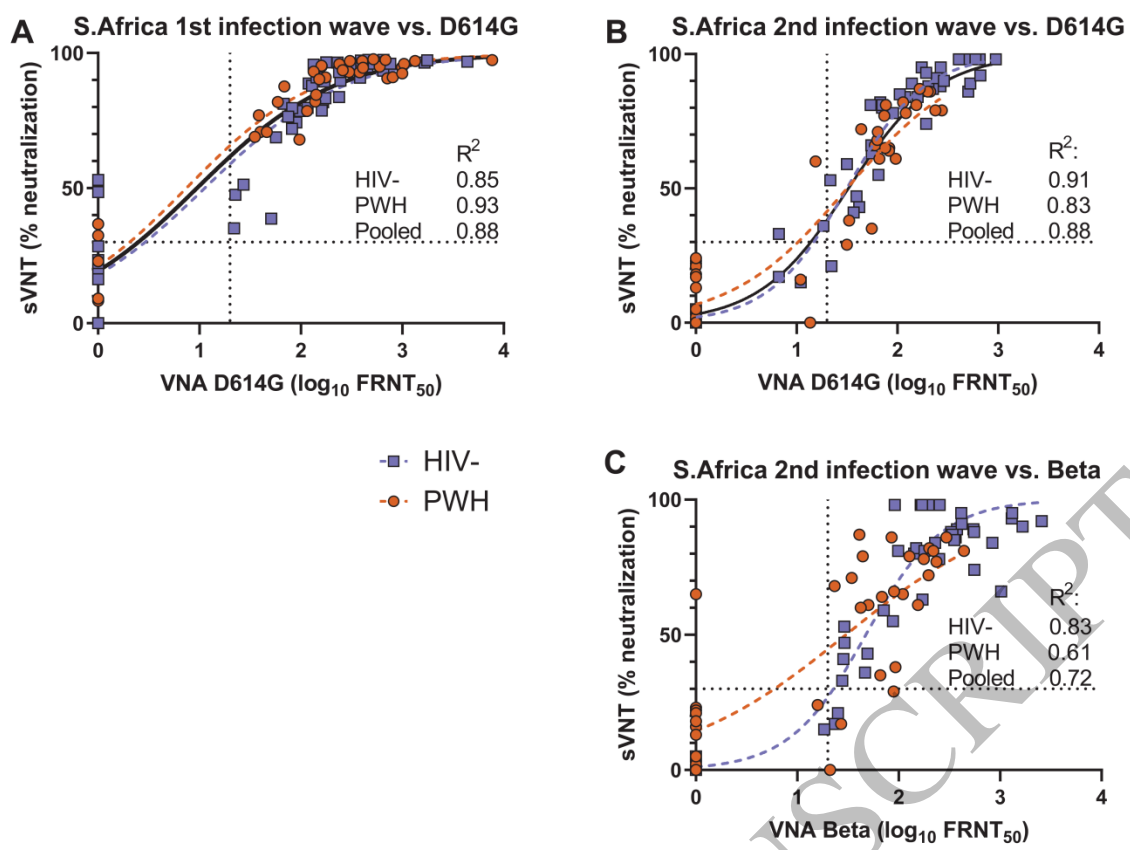 A
S.Africa 1st infection wave vs. D614G
100
50
0
sVNT (% neutralization)
R²
HIV- 0.85
PWH 0.93
Pooled 0.88
0 1 2 3 4
VNA D614G (log₁₀ FRNT₅₀)
B
S.Africa 2nd infection wave vs. D614G
100
50
0
sVNT (% neutralization)
R²:
HIV- 0.91
PWH 0.83
Pooled 0.88
0 1 2 3 4
VNA D614G (log₁₀ FRNT₅₀)
HIV-
PWH
C
S.Africa 2nd infection wave vs. Beta
100
50
0
sVNT (% neutralization)
R²:
HIV- 0.83
PWH 0.61
Pooled 0.72
0 1 2 3 4
VNA Beta (log₁₀ FRNT₅₀)
USCRIPT